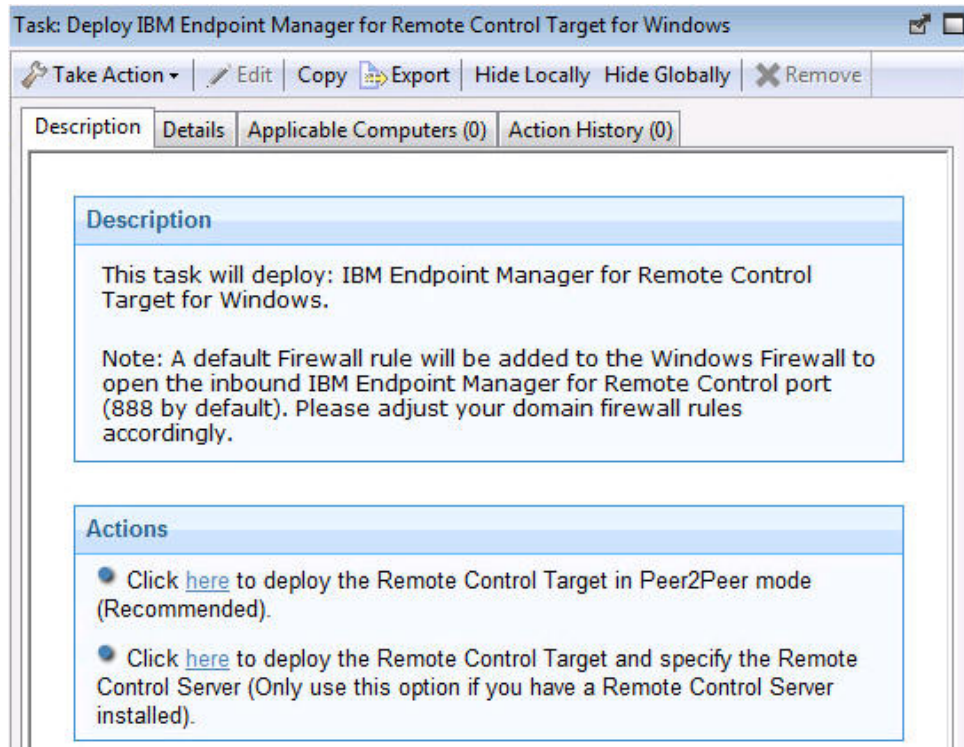 Task: Deploy IBM Endpoint Manager for Remote Control Target for Windows
Take Action Edit Copy Export Hide Locally Hide Globally Remove
Description Details Applicable Computers (0) Action History (0)
Description
This task will deploy: IBM Endpoint Manager for Remote Control
Target for Windows.
Note: A default Firewall rule will be added to the Windows Firewall to
open the inbound IBM Endpoint Manager for Remote Control port
(888 by default). Please adjust your domain firewall rules
accordingly.
Actions
Click here to deploy the Remote Control Target in Peer2Peer mode
(Recommended).
Click here to deploy the Remote Control Target and specify the Remote
Control Server (Only use this option if you have a Remote Control Server
installed).